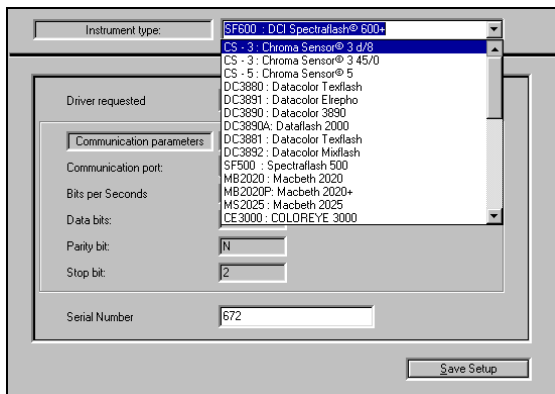 Instrument type:
SF600 : DCI Spectraflash© 600+
CS - 3 : Chroma Sensor® 3 d/8
CS - 3 : Chroma Sensor® 3 45/0
CS - 5 : Chroma Sensor® 5
DC3880 : Datacolor Texflash
DC3891 : Datacolor Elrepho
DC3890 : Datacolor 3890
DC3890A: Dataflash 2000
DC3881 : Datacolor Texflash
DC3892 : Datacolor Mixflash
SF500 : Spectraflash 500
MB2020 : Macbeth 2020
MB2020P: Macbeth 2020+
MS2025 : Macbeth 2025
CE3000 : COLOREYE 3000
Driver requested
Communication parameters
Communication port:
Bits per Seconds
Data bits:
Parity bit:
N
Stop bit:
2
Serial Number
672
Save Setup